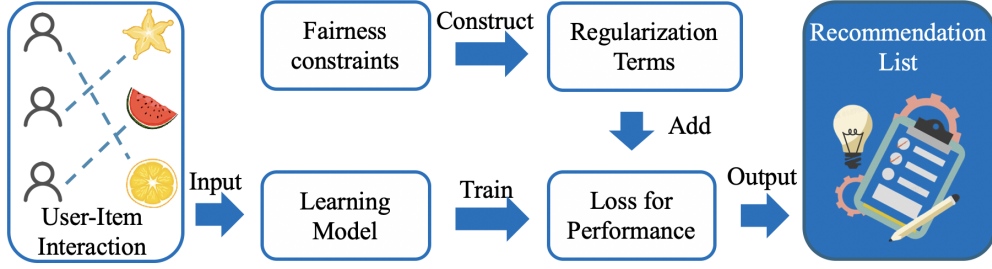 Fairness
constraints
Construct
Regularization
Terms
Recommendation
List
Add
User-Item
Interaction
Input
Learning
Model
Train
Loss for
Performance
Output